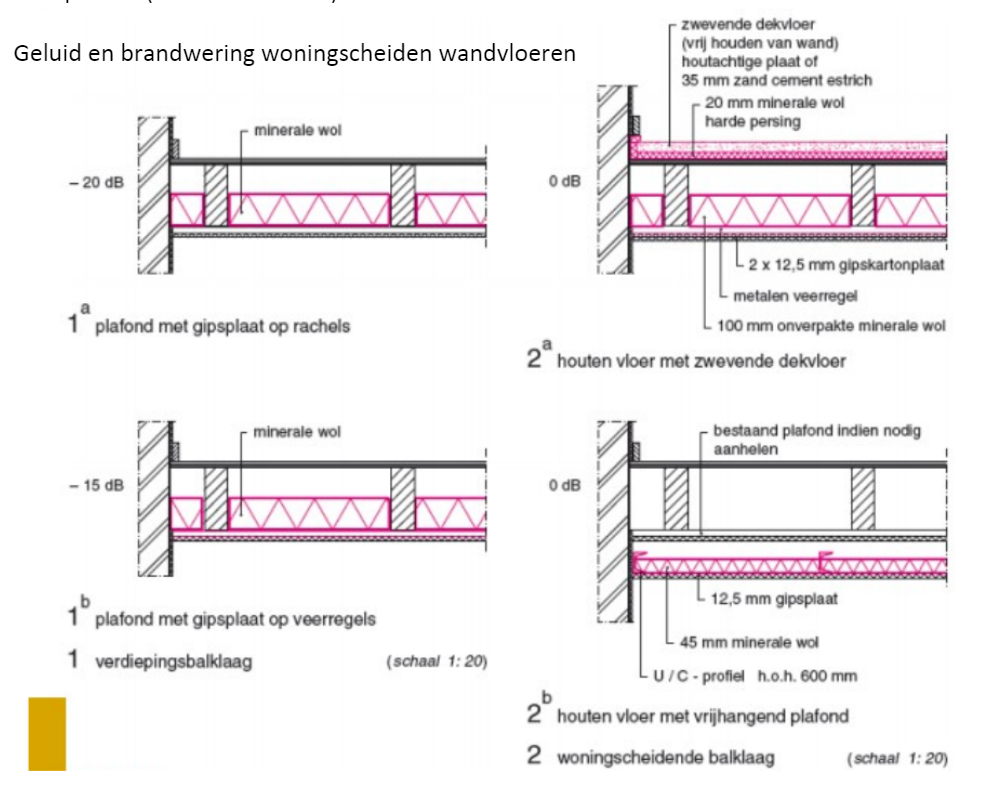 Geluid en brandwering woningscheiden wandvloeren
minerale wol
– 20 dB
1a plafond met gipsplaat op rachels
minerale wol
– 15 dB
1b plafond met gipsplaat op veerregels
1 verdiepingsbalklaag (schaal 1: 20)
zwevende dekvloer
(vrij houden van wand)
houtachtige plaat of
35 mm zand cement estrich
20 mm minerale wol
harde persing
0 dB
2 x 12,5 mm gipskartonplaat
metalen veerregel
100 mm onverpakte minerale wol
2a houten vloer met zwevende dekvloer
bestaand plafond indien nodig
aanhelen
0 dB
12,5 mm gipsplaat
45 mm minerale wol
U / C - profiel h.o.h. 600 mm
2b houten vloer met vrijhangend plafond
2 woningscheidende balklaag (schaal 1: 20)